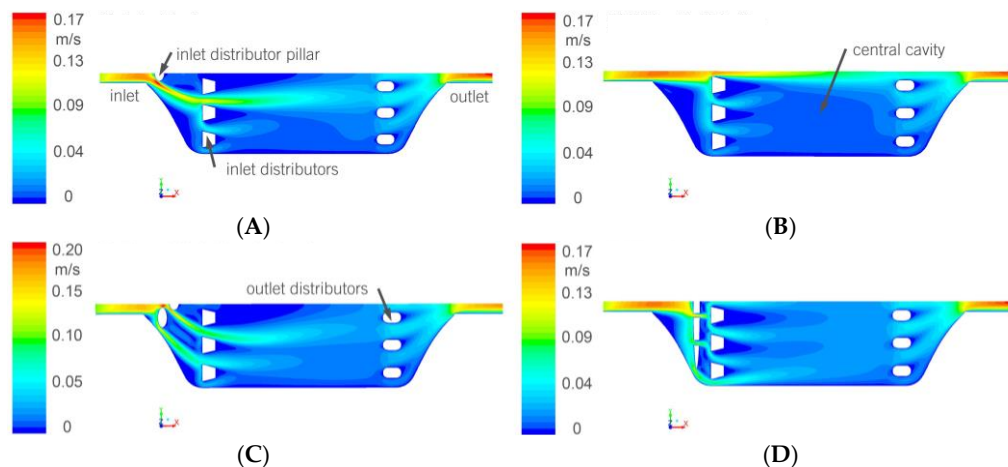 0.17
m/s
0.13
0.09
0.04
0
inlet distributor pillar
inlet
outlet
inlet distributors
Y
Z
X
(A)
0.17
m/s
0.13
0.09
0.04
0
central cavity
Y
Z
X
(B)
0.20
m/s
0.15
0.10
0.05
0
outlet distributors
Y
Z
X
(C)
0.17
m/s
0.13
0.09
0.04
0
Y
Z
X
(D)